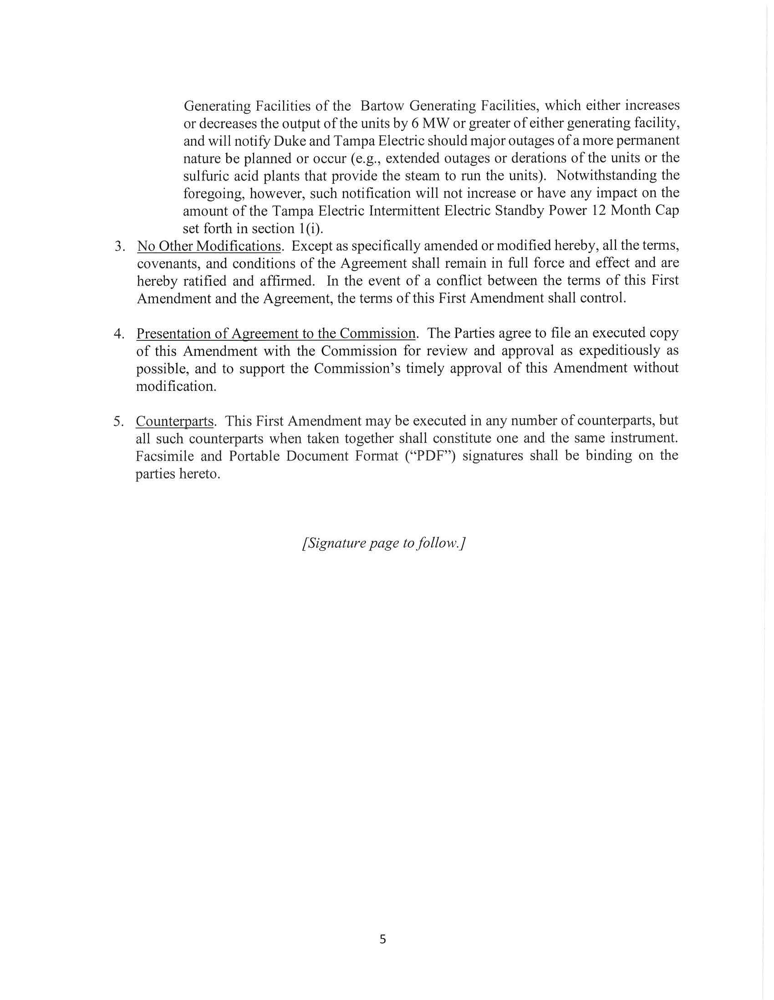 Generating Facilities of the Bartow Generating Facilities, which either increases
or decreases the output of the units by 6 MW or greater of either generating facility,
and will notify Duke and Tampa Electric should major outages of a more permanent
nature be planned or occur (e.g., extended outages or derations of the units or the
sulfuric acid plants that provide the steam to run the units). Notwithstanding the
foregoing, however, such notification will not increase or have any impact on the
amount of the Tampa Electric Intermittent Electric Standby Power 12 Month Cap
set forth in section 1(i).
3. No Other Modifications. Except as specifically amended or modified hereby, all the terms,
covenants, and conditions of the Agreement shall remain in full force and effect and are
hereby ratified and affirmed. In the event of a conflict between the terms of this First
Amendment and the Agreement, the terms of this First Amendment shall control.
4. Presentation of Agreement to the Commission. The Parties agree to file an executed copy
of this Amendment with the Commission for review and approval as expeditiously as
possible, and to support the Commission’s timely approval of this Amendment without
modification.
5. Counterparts. This First Amendment may be executed in any number of counterparts, but
all such counterparts when taken together shall constitute one and the same instrument.
Facsimile and Portable Document Format (“PDF”) signatures shall be binding on the
parties hereto.
[Signature page to follow.]
5